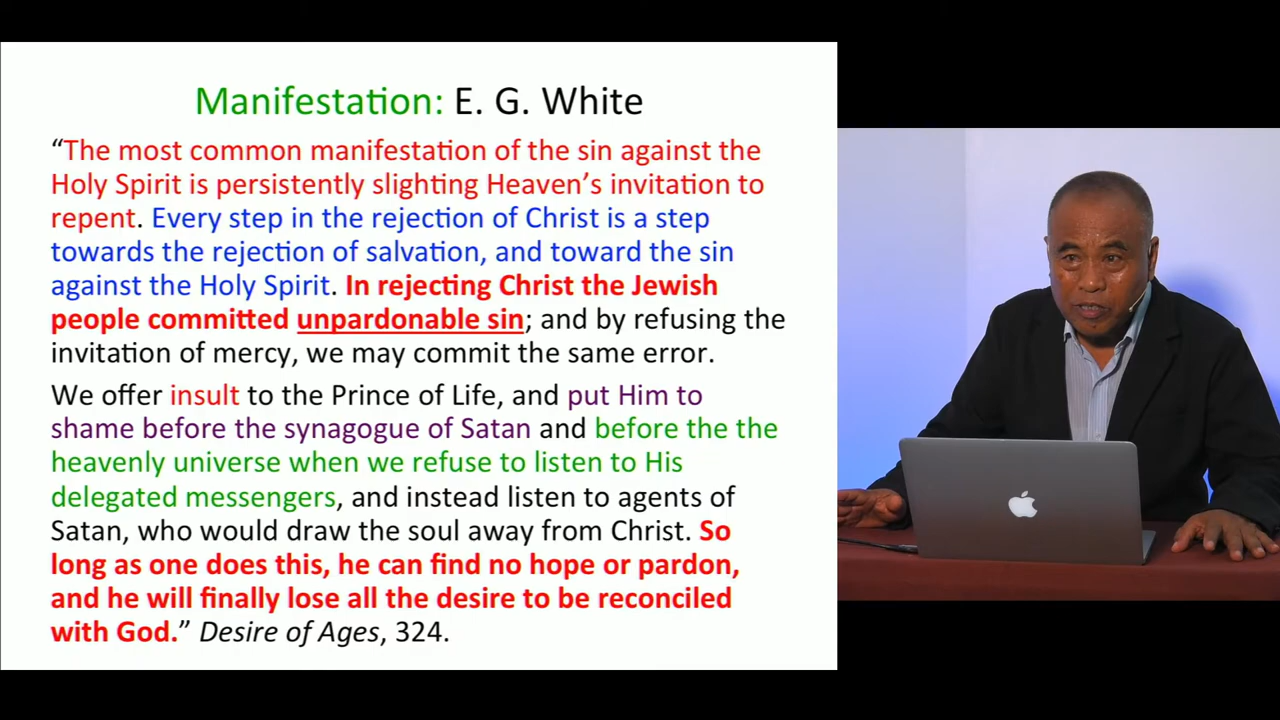 Manifestation: E. G. White
“The most common manifestation of the sin against the
Holy Spirit is persistently slighting Heaven’s invitation to
repent. Every step in the rejection of Christ is a step
towards the rejection of salvation, and toward the sin
against the Holy Spirit. In rejecting Christ the Jewish
people committed unpardonable sin; and by refusing the
invitation of mercy, we may commit the same error.
We offer insult to the Prince of Life, and put Him to
shame before the synagogue of Satan and before the the
heavenly universe when we refuse to listen to His
delegated messengers, and instead listen to agents of
Satan, who would draw the soul away from Christ. So
long as one does this, he can find no hope or pardon,
and he will finally lose all the desire to be reconciled
with God.” Desire of Ages, 324.